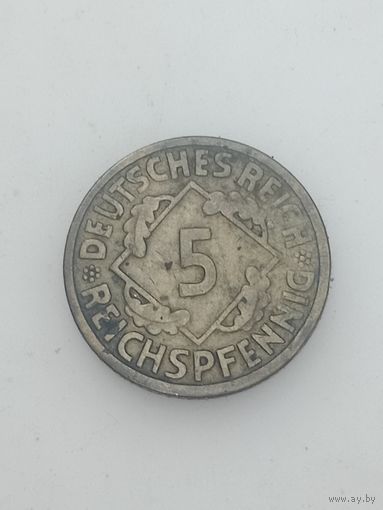 DEUTSCHES REICH
5
REICHSPFENNIG
www.ay.by